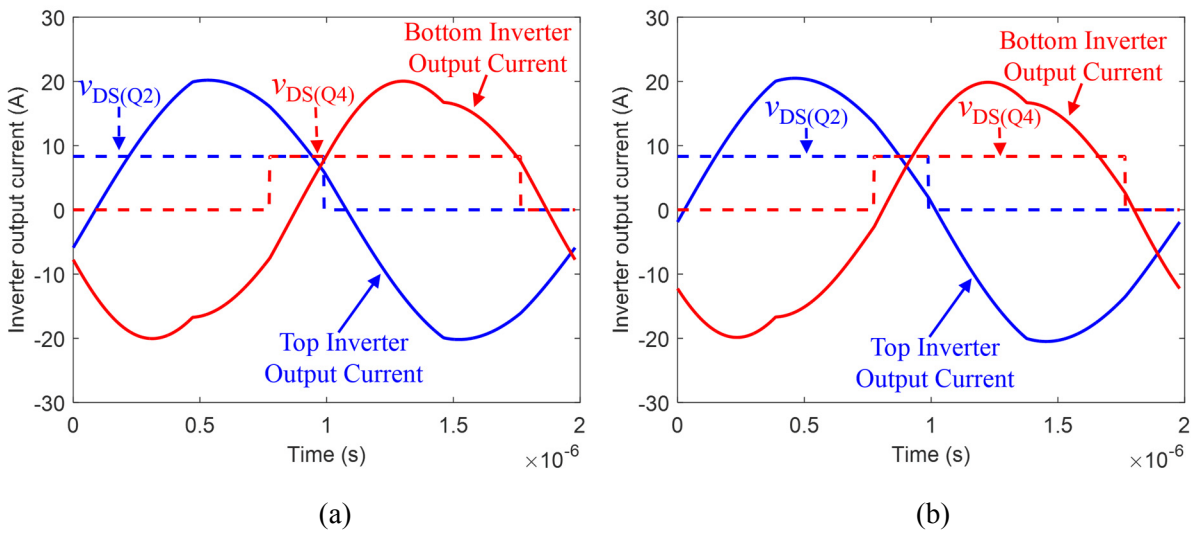 30
20
10
0
-10
-20
-30
Inverter output current (A)
Bottom Inverter
Output Current
vDS(Q2)
vDS(Q4)
Top Inverter
Output Current
0
0.5
1
1.5
2
Time (s)
×10-6
(a)
30
20
10
0
-10
-20
-30
Inverter output current (A)
Bottom Inverter
Output Current
vDS(Q2)
vDS(Q4)
Top Inverter
Output Current
0
0.5
1
1.5
2
Time (s)
×10-6
(b)